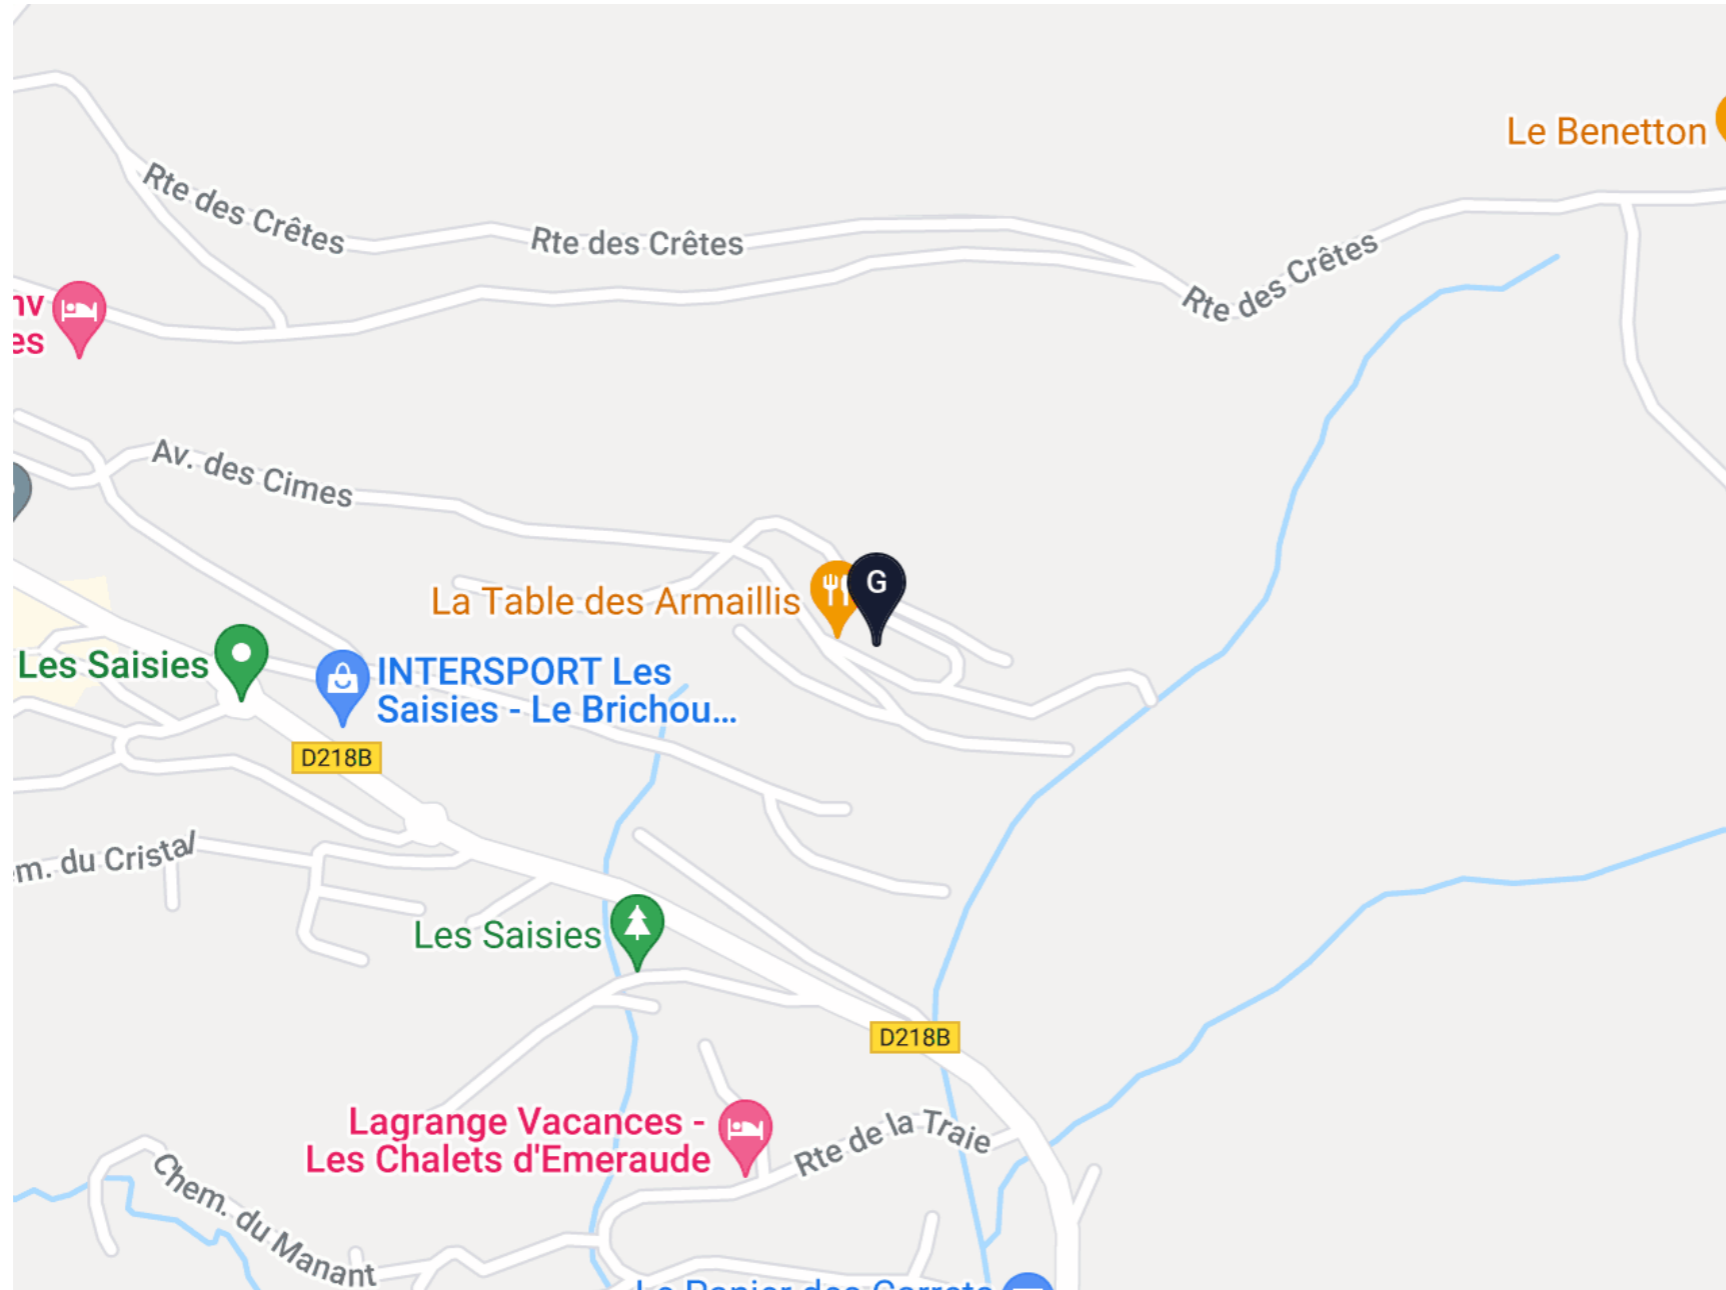 Le Benetton
Rte des Crêtes
Rte des Crêtes
Rte des Crêtes
nv
es
Av. des Cimes
G
La Table des Armaillis
Les Saisies
INTERSPORT Les
Saisies - Le Brichou...
D218B
m. du Cristal
Les Saisies
D218B
Lagrange Vacances -
Les Chalets d'Emeraude
Rte de la Traie
Chem. du Manant